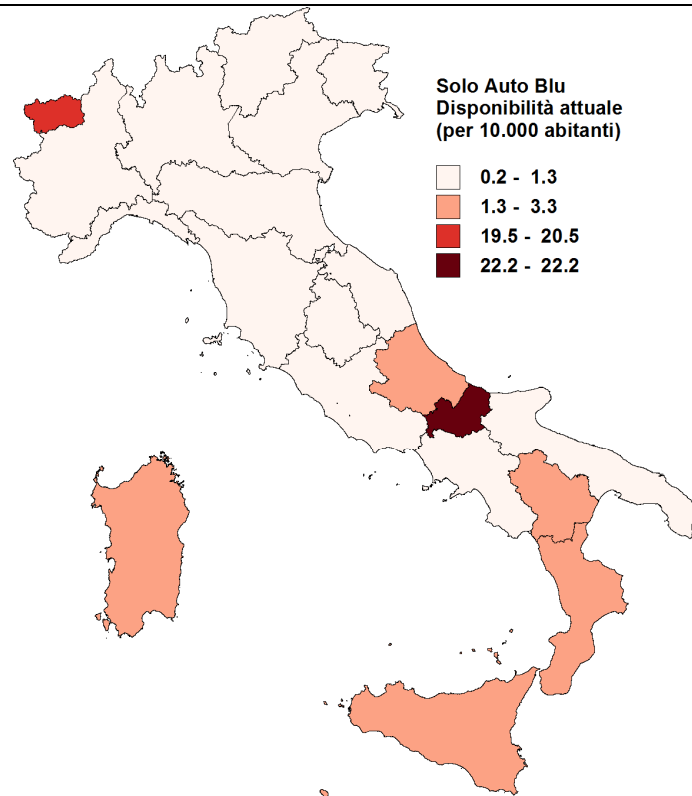 Solo Auto Blu
Disponibilità attuale
(per 10.000 abitanti)
0.2 - 1.3
1.3 - 3.3
19.5 - 20.5
22.2 - 22.2